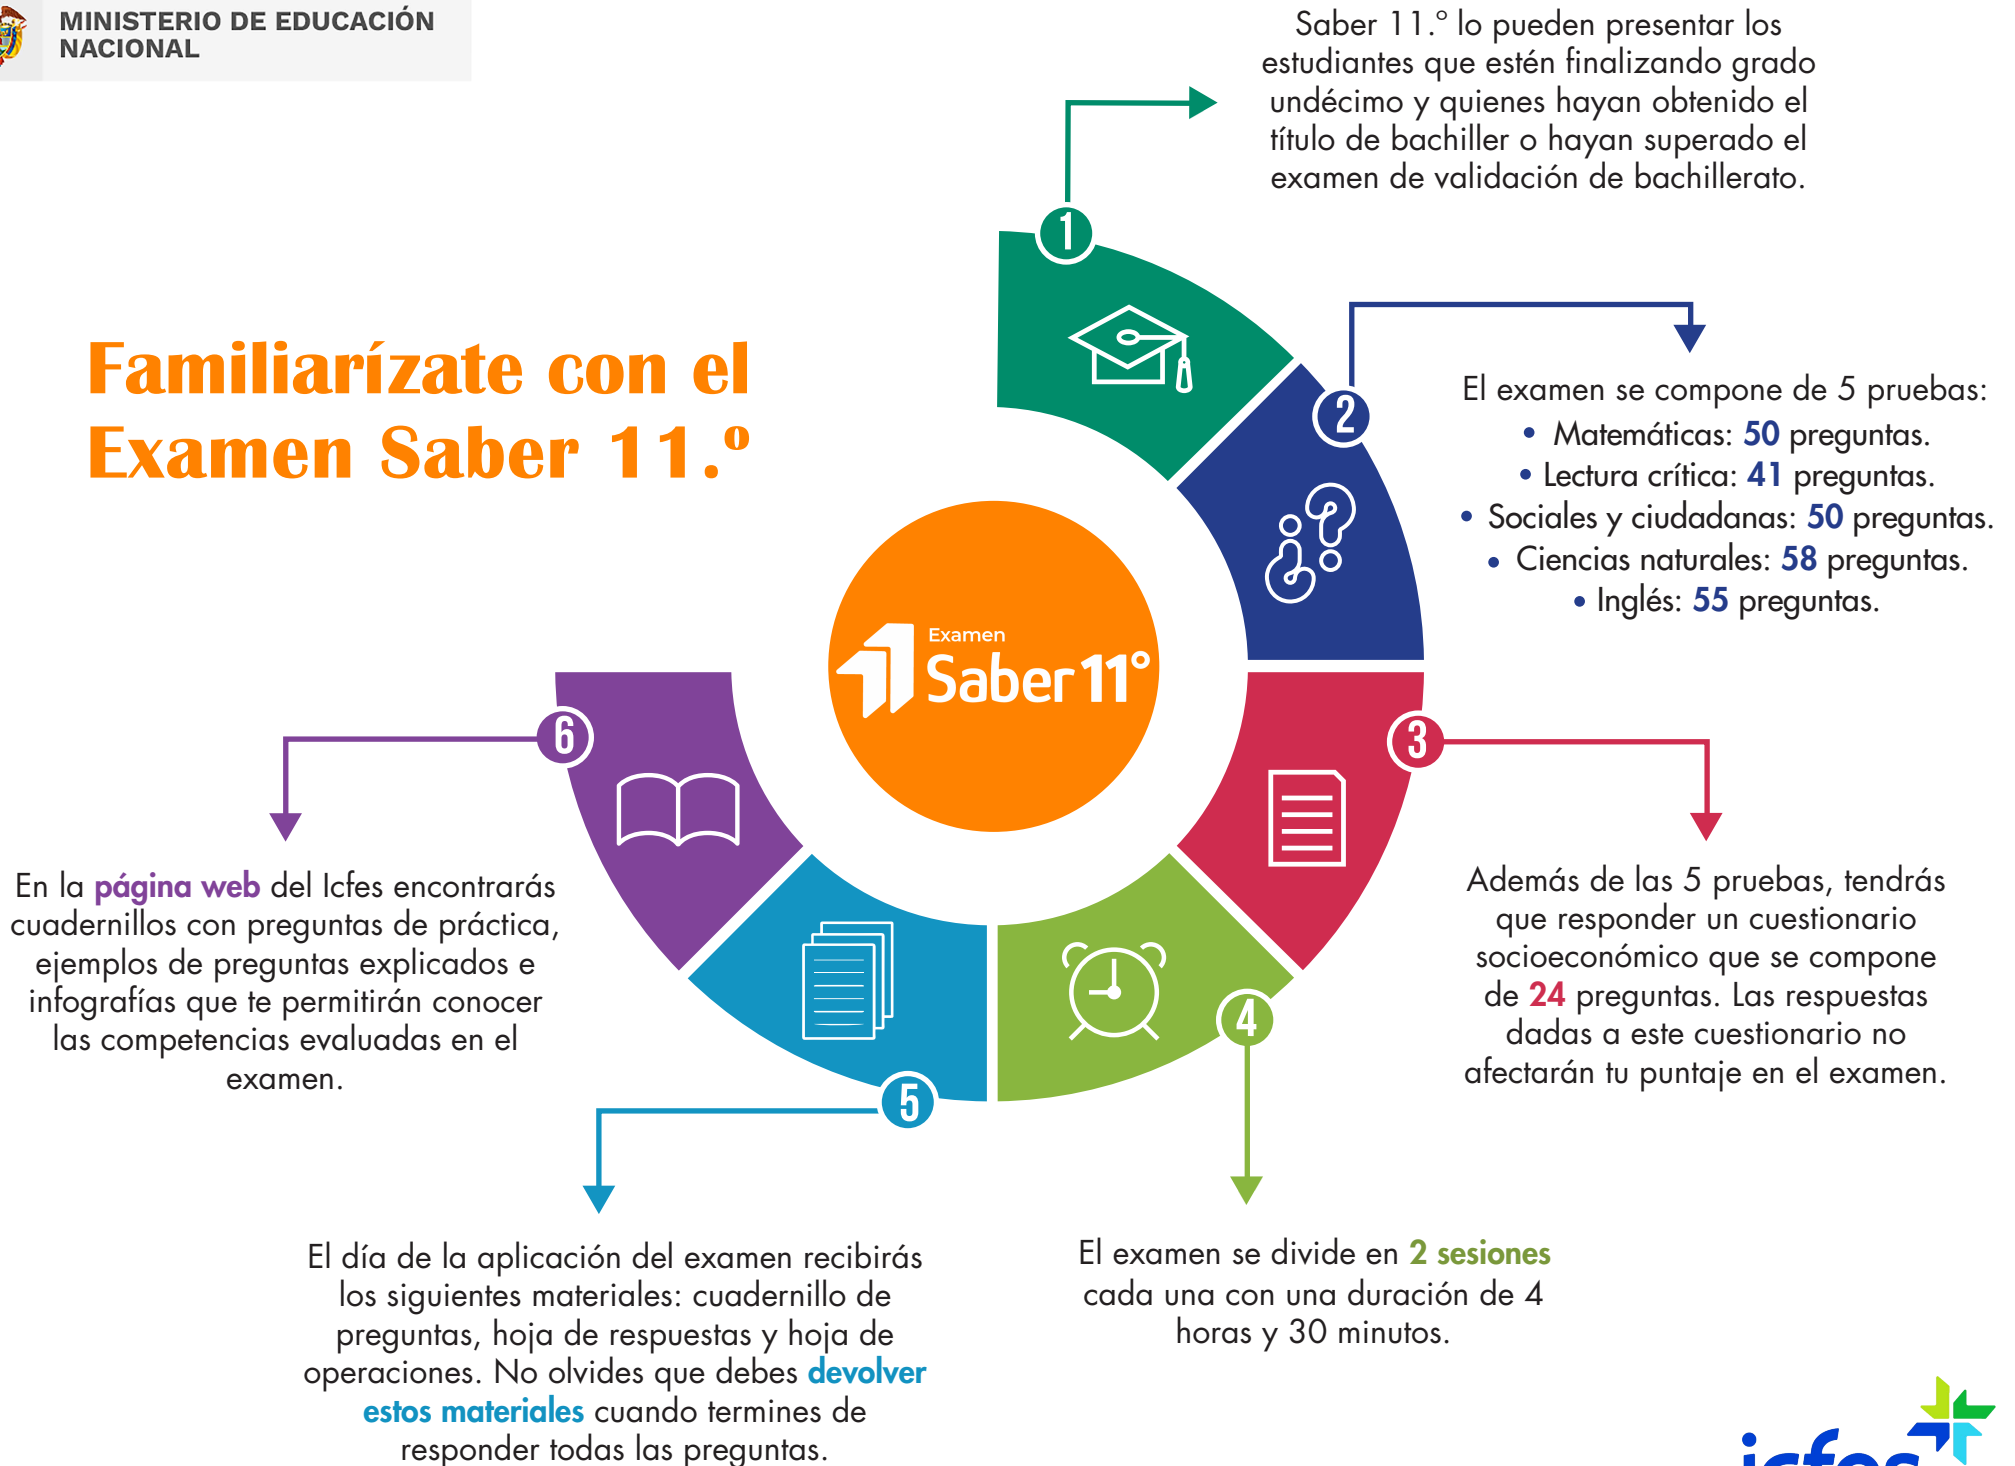 MINISTERIO DE EDUCACIÓN
NACIONAL
Familiarízate con el
Examen Saber 11.º
Examen
Saber 11°
1
Saber 11.º lo pueden presentar los
estudiantes que estén finalizando grado
undécimo y quienes hayan obtenido el
título de bachiller o hayan superado el
examen de validación de bachillerato.
2
El examen se compone de 5 pruebas:
• Matemáticas: 50 preguntas.
• Lectura crítica: 41 preguntas.
• Sociales y ciudadanas: 50 preguntas.
• Ciencias naturales: 58 preguntas.
• Inglés: 55 preguntas.
3
Además de las 5 pruebas, tendrás
que responder un cuestionario
socioeconómico que se compone
de 24 preguntas. Las respuestas
dadas a este cuestionario no
afectarán tu puntaje en el examen.
4
El examen se divide en 2 sesiones
cada una con una duración de 4
horas y 30 minutos.
5
El día de la aplicación del examen recibirás
los siguientes materiales: cuadernillo de
preguntas, hoja de respuestas y hoja de
operaciones. No olvides que debes devolver
estos materiales cuando termines de
responder todas las preguntas.
6
En la página web del Icfes encontrarás
cuadernillos con preguntas de práctica,
ejemplos de preguntas explicados e
infografías que te permitirán conocer
las competencias evaluadas en el
examen.
icfes